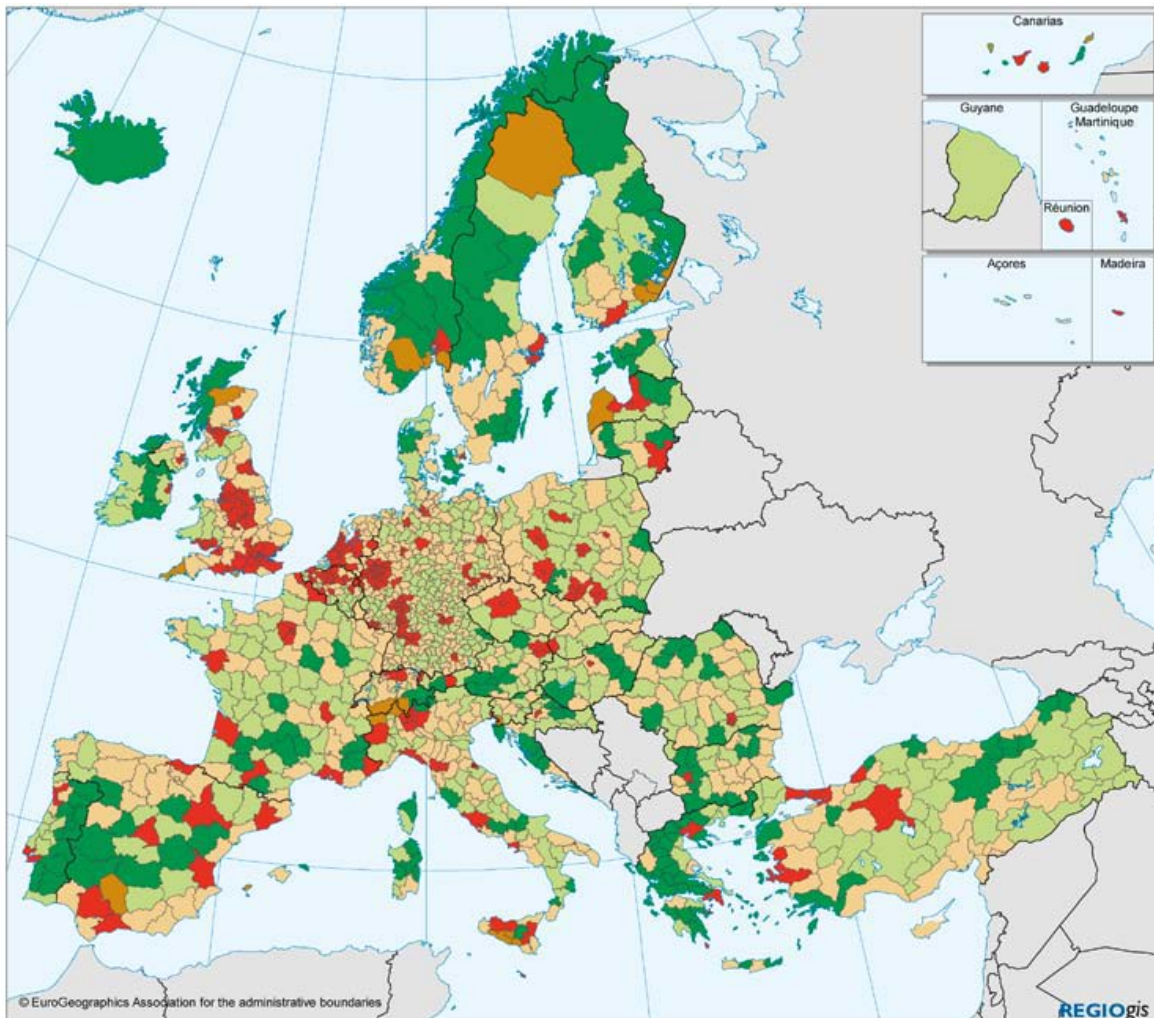 Canarias
Guyane
Guadeloupe
Martinique
Réunion
Açores
Madeira
© EuroGeographics Association for the administrative boundaries
REGIOgis